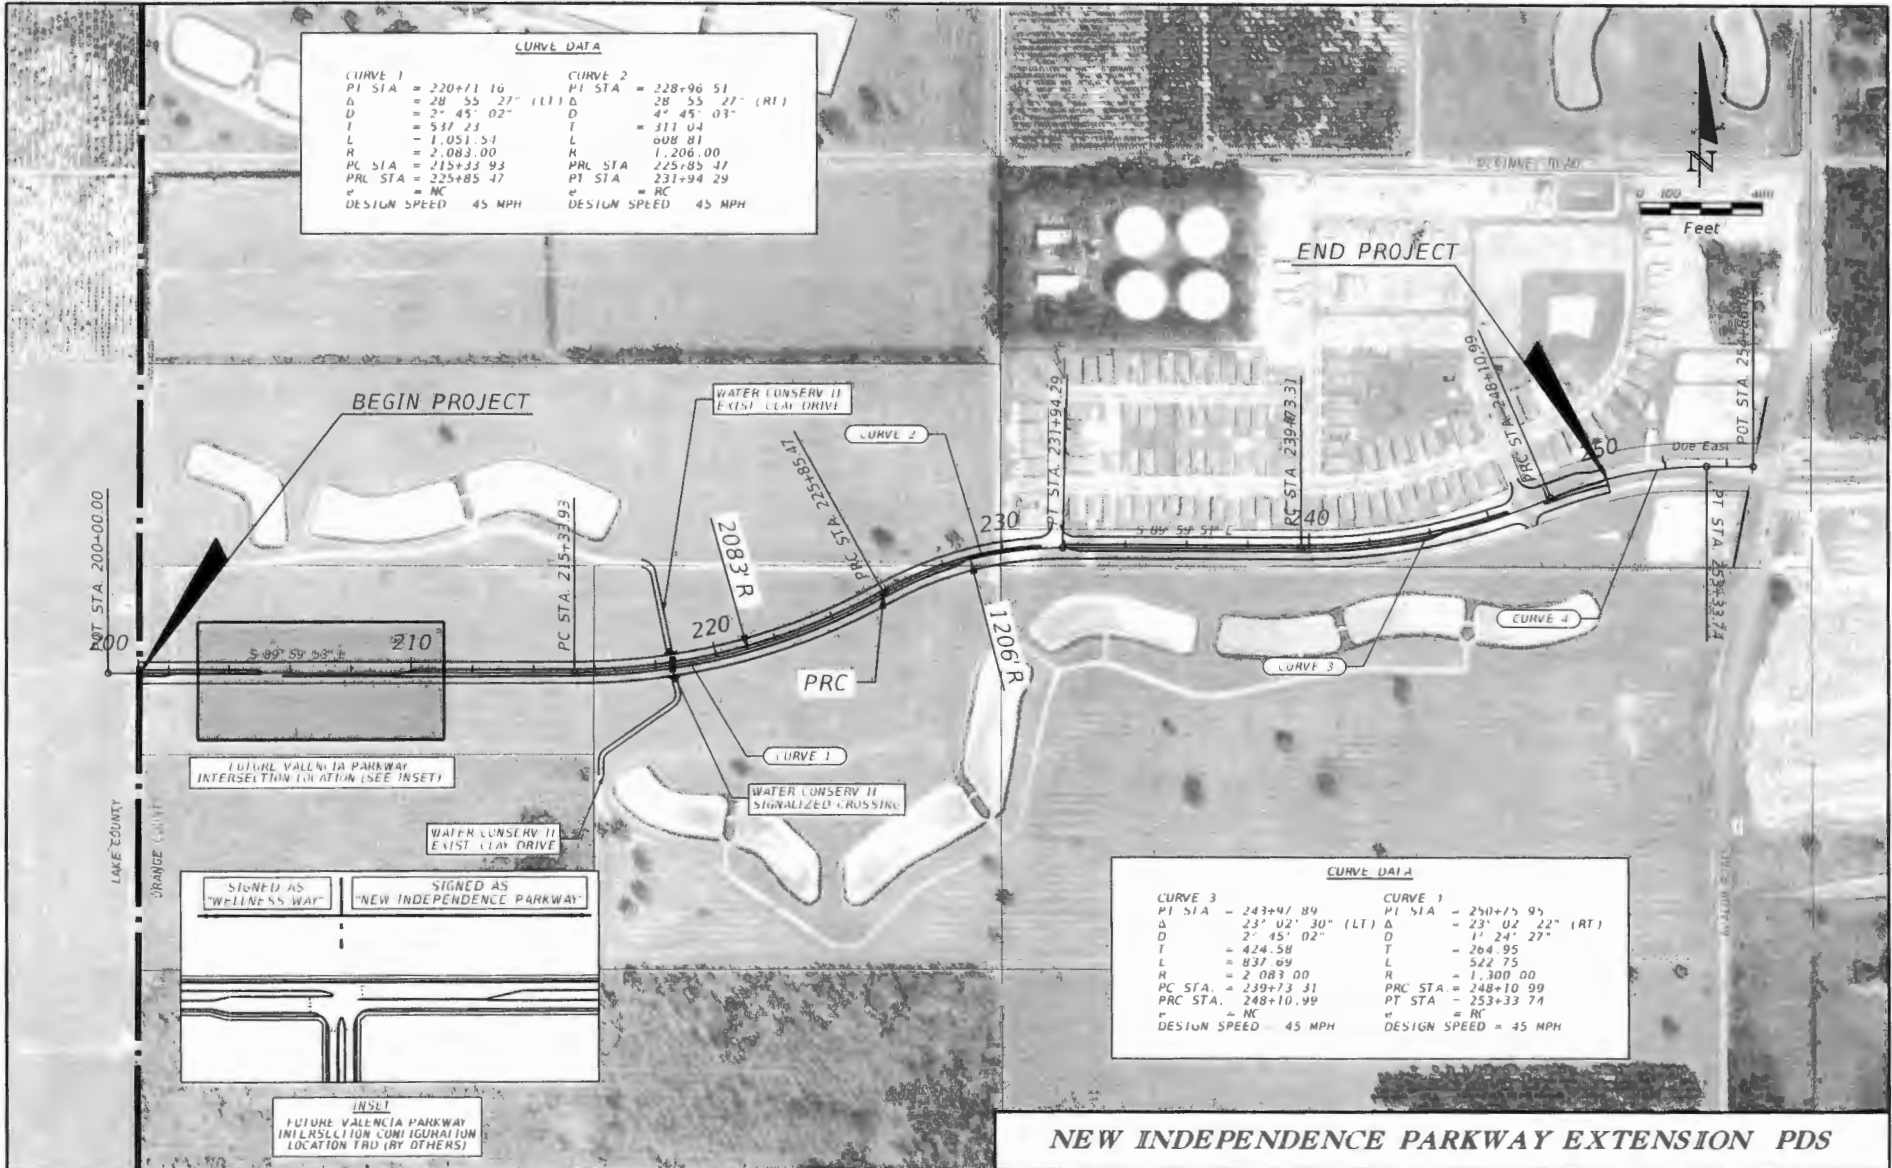 CURVE DATA
CURVE 1
PI STA = 220+71 16
Δ = 28 55 27" (LT)
D = 2° 45' 02"
T = 537 23
L = 1,051.54
R = 2,083.00
PC STA = 215+33 93
PRC STA = 225+85 47
e = NC
DESIGN SPEED 45 MPH
CURVE 2
PI STA = 228+96 51
Δ 28 55 27" (RT)
D 4° 45' 03"
T = 311 04
L 608 81
R 1,206.00
PRC STA 225+85 47
PT STA 231+94 29
e = RC
DESIGN SPEED 45 MPH
N
0 100 400
Feet
END PROJECT
BEGIN PROJECT
WATER CONSERV II
EXIST CLAY DRIVE
CURVE 2
PRC STA 225+85.47
PT STA. 231+94.29
PC STA. 239+73.31
PRC STA. 248+10.99
250
Due East
PT STA. 253+33.74
POT STA. 200+00.00
PC STA. 215+33.93
200
S 89° 59' 53" E
210
220
2083' R
230
S 89° 59' 51" E
240
1206' R
PRC
CURVE 4
CURVE 3
CURVE 1
FUTURE VALENCIA PARKWAY
INTERSECTION LOCATION (SEE INSET)
WATER CONSERV II
SIGNALIZED CROSSING
WATER CONSERV II
EXIST CLAY DRIVE
LAKE COUNTY
ORANGE COUNTY
SIGNED AS
"WELLNESS WAY"
SIGNED AS
"NEW INDEPENDENCE PARKWAY"
INSET
FUTURE VALENCIA PARKWAY
INTERSECTION CONFIGURATION
LOCATION TBD (BY OTHERS)
CURVE DATA
CURVE 3
PI STA = 243+97 89
Δ 23° 02' 30" (LT)
D 2° 45' 02"
T = 424.58
L = 837 69
R = 2 083 00
PC STA. = 239+73 31
PRC STA. 248+10.99
e = NC
DESIGN SPEED 45 MPH
CURVE 4
PI STA = 250+75 95
Δ = 23° 02' 22" (RT)
D 4° 24' 27"
T = 264.95
L 522 75
R = 1,300 00
PRC STA. = 248+10 99
PT STA = 253+33 74
e = RC
DESIGN SPEED = 45 MPH
NEW INDEPENDENCE PARKWAY EXTENSION PDS